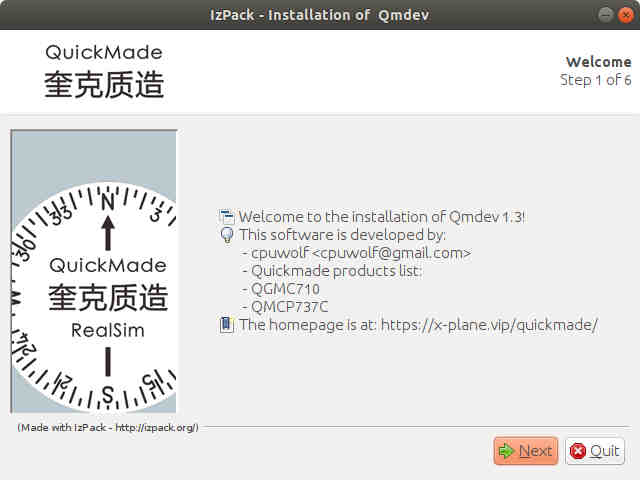 IzPack - Installation of  Qmdev
QuickMade
奎克质造
Welcome
Step 1 of 6
N
33
3
30
W
QuickMade
奎克质造
RealSim
24
21
S
15
Welcome to the installation of Qmdev 1.3!
This software is developed by:
- cpuwolf <cpuwolf@gmail.com>
- Quickmade products list:
- QGMC710
- QMCP737C
The homepage is at: https://x-plane.vip/quickmade/
(Made with IzPack - http://izpack.org/)
Next
Quit